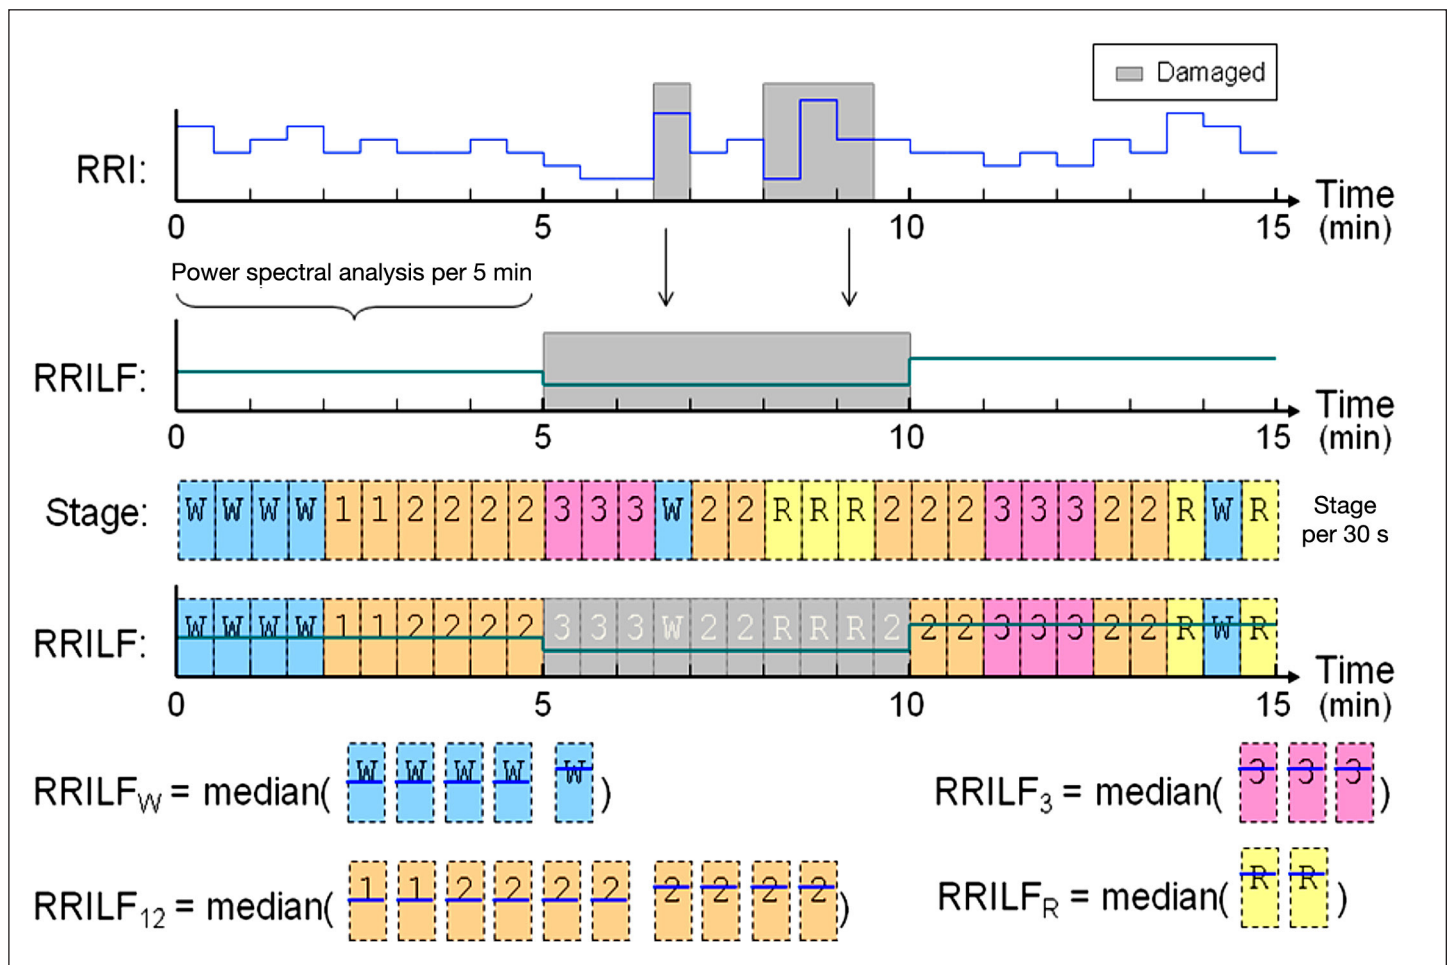 Damaged
RRI:
Time
(min)
0 5 10 15
Power spectral analysis per 5 min
RRILF:
Time
(min)
0 5 10 15
Stage:
W W W W 1 1 2 2 2 2 3 3 3 W 2 2 R R R 2 2 2 3 3 3 2 2 R W R
Stage
per 30 s
RRILF:
W W W W 1 1 2 2 2 2 3 3 3 W 2 2 R R R 2 2 2 3 3 3 2 2 R W R
Time
(min)
0 5 10 15
RRILFW = median( W W W W W )
RRILF3 = median( 3 3 3 )
RRILF12 = median( 1 1 2 2 2 2 2 2 2 2 )
RRILFR = median( R R )